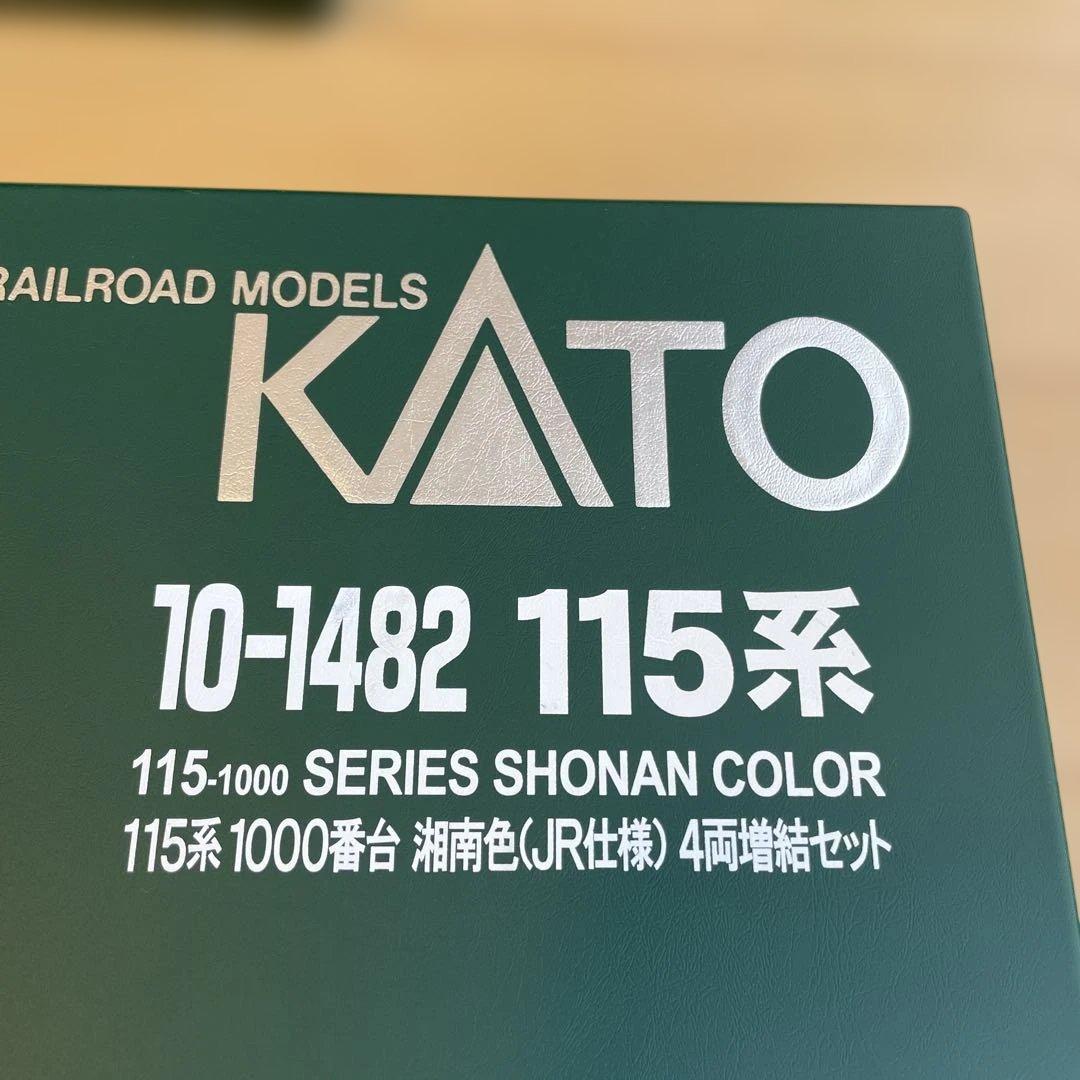 RAILROAD MODELS
KATO
10-1482 115系
115-1000 SERIES SHONAN COLOR
115系1000番台 湘南色(JR仕様) 4両増結セット